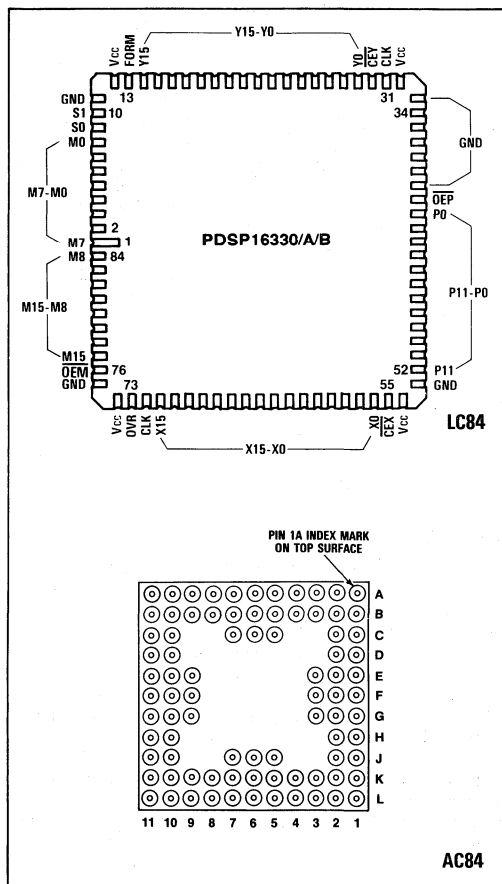 Y15-Y0
VCC FORM Y15 Y0 CEY CLK VCC
13 31
GND 10 34
S1
S0
M0 GND
M7-M0
OEP
P0
2
M7 1 PDSP16330/A/B
M8 84
M15-M8 P11-P0
M15
OEM 76 52 P11
GND 73 55 GND
VCC OVR CLK X15 X0 CEX VCC
LC84
X15-X0
PIN 1A INDEX MARK
ON TOP SURFACE
A
B
C
D
E
F
G
H
J
K
L
11 10 9 8 7 6 5 4 3 2 1
AC84